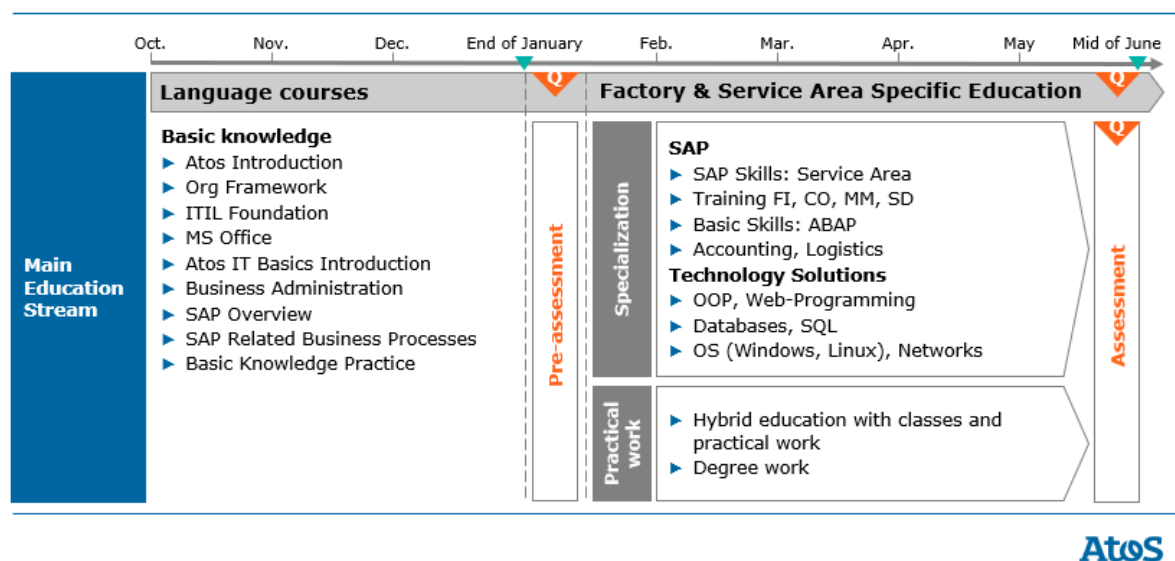 Oct. Nov. Dec. End of January Feb. Mar. Apr. May Mid of June
Language courses
Q
Factory & Service Area Specific Education
Q
Main
Education
Stream
Basic knowledge
Atos Introduction
Org Framework
ITIL Foundation
MS Office
Atos IT Basics Introduction
Business Administration
SAP Overview
SAP Related Business Processes
Basic Knowledge Practice
Pre-assessment
Specialization
SAP
SAP Skills: Service Area
Training FI, CO, MM, SD
Basic Skills: ABAP
Accounting, Logistics
Technology Solutions
OOP, Web-Programming
Databases, SQL
OS (Windows, Linux), Networks
Practical
work
Hybrid education with classes and
practical work
Degree work
Q
Assessment
Atos